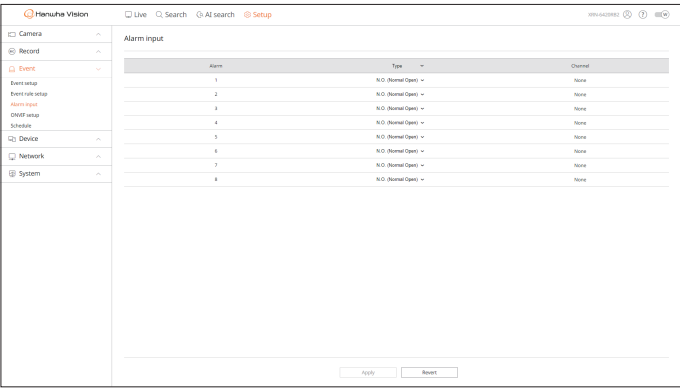 Hanwha Vision
Live Search AI search Setup
XRN-6420RB2
Camera
Record
Event
Event setup
Event rule setup
Alarm input
ONVIF setup
Schedule
Device
Network
System
Alarm input
Alarm Type Channel
1 N.O. (Normal Open) None
2 N.O. (Normal Open) None
3 N.O. (Normal Open) None
4 N.O. (Normal Open) None
5 N.O. (Normal Open) None
6 N.O. (Normal Open) None
7 N.O. (Normal Open) None
8 N.O. (Normal Open) None
Apply Revert